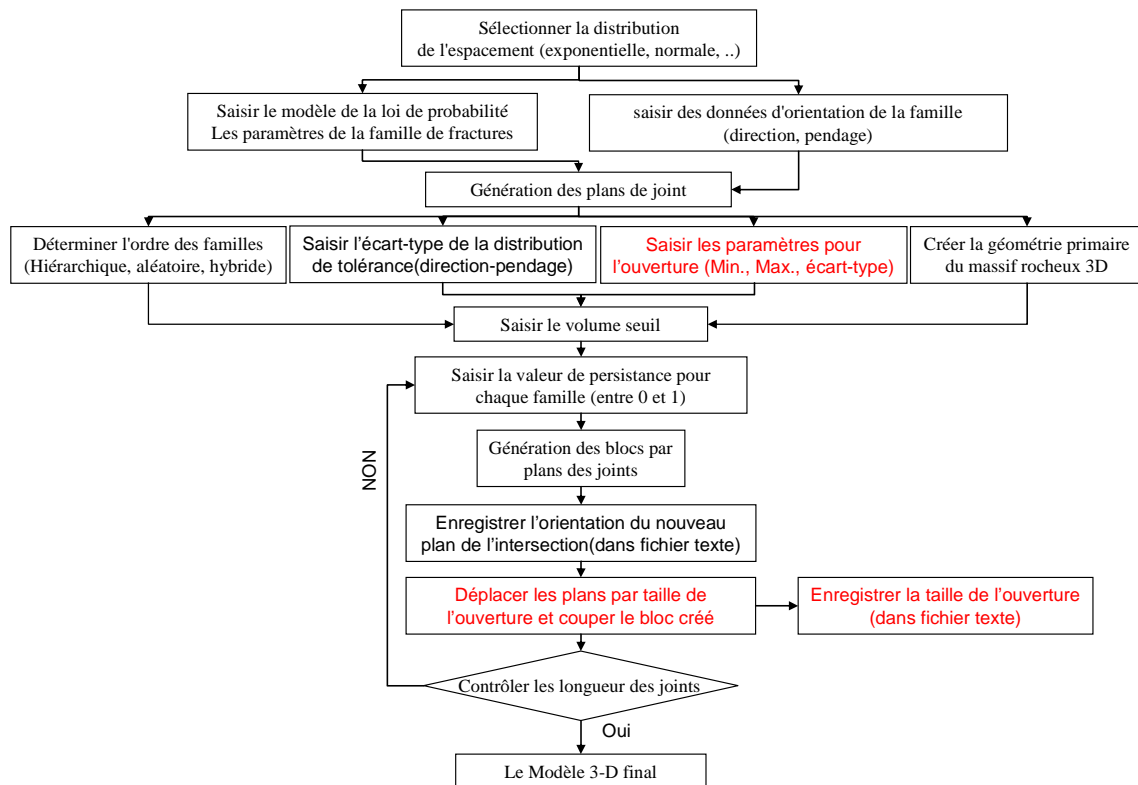 Sélectionner la distribution
de l'espacement (exponentielle, normale, ..)
Saisir le modèle de la loi de probabilité
Les paramètres de la famille de fractures
saisir des données d'orientation de la famille
(direction, pendage)
Génération des plans de joint
Déterminer l'ordre des familles
(Hiérarchique, aléatoire, hybride)
Saisir l’écart-type de la distribution
de tolérance(direction-pendage)
Saisir les paramètres pour
l’ouverture (Min., Max., écart-type)
Créer la géométrie primaire
du massif rocheux 3D
Saisir le volume seuil
Saisir la valeur de persistance pour
chaque famille (entre 0 et 1)
Génération des blocs par
plans des joints
NON
Enregistrer l’orientation du nouveau
plan de l’intersection(dans fichier texte)
Déplacer les plans par taille de
l’ouverture et couper le bloc créé
Enregistrer la taille de l’ouverture
(dans fichier texte)
Contrôler les longueur des joints
Oui
Le Modèle 3-D final